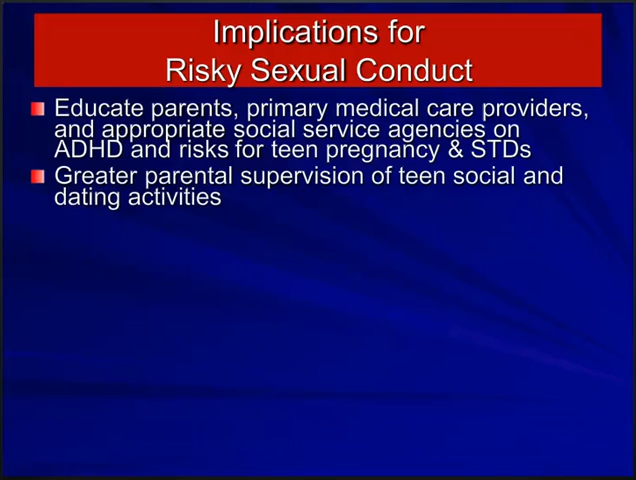 Implications for
Risky Sexual Conduct
Educate parents, primary medical care providers,
and appropriate social service agencies on
ADHD and risks for teen pregnancy & STDs
Greater parental supervision of teen social and
dating activities